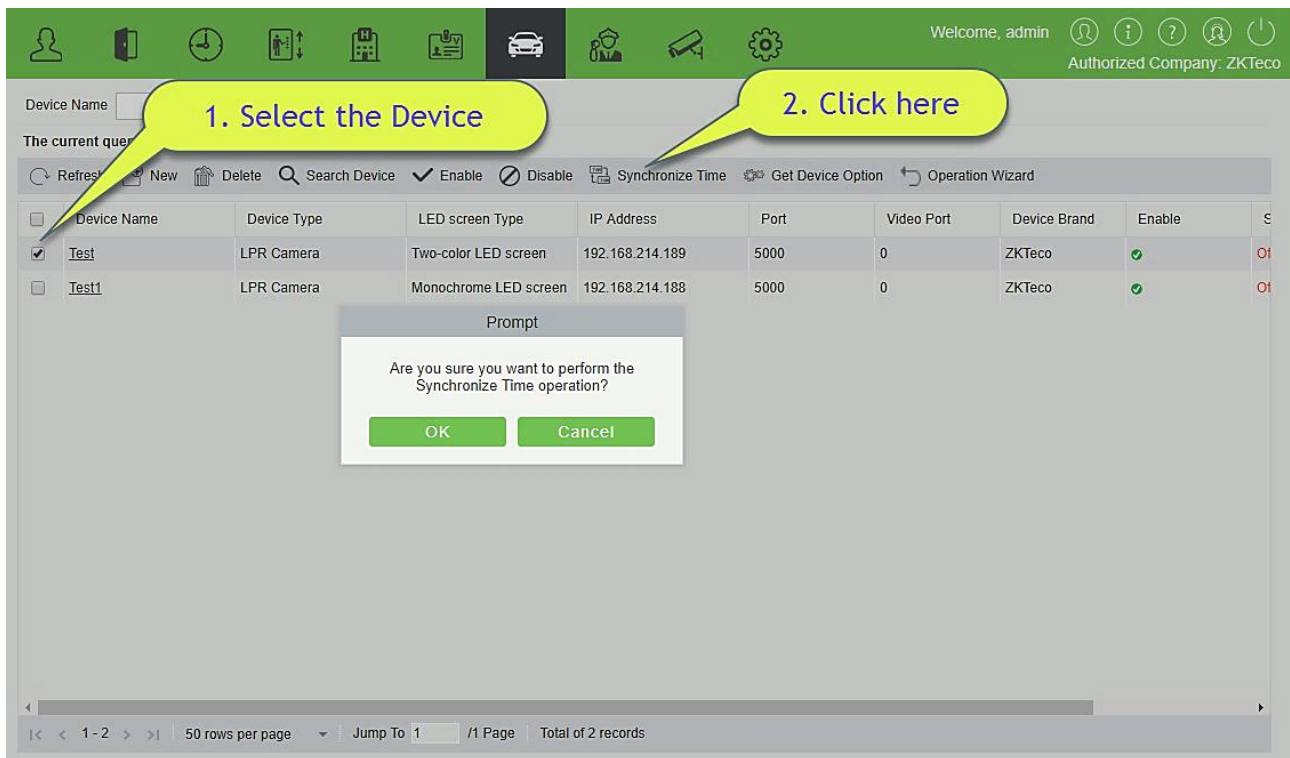 Welcome, admin
Authorized Company: ZKTeco
Device Name
1. Select the Device
2. Click here
The current
Refresh New Delete Search Device Enable Disable Synchronize Time Get Device Option Operation Wizard
Device Name Device Type LED screen Type IP Address Port Video Port Device Brand Enable
Test LPR Camera Two-color LED screen 192.168.214.189 5000 0 ZKTeco
Test1 LPR Camera Monochrome LED screen 192.168.214.188 5000 0 ZKTeco
Prompt
Are you sure you want to perform the
Synchronize Time operation?
OK Cancel
1 - 2 50 rows per page Jump To 1 /1 Page Total of 2 records